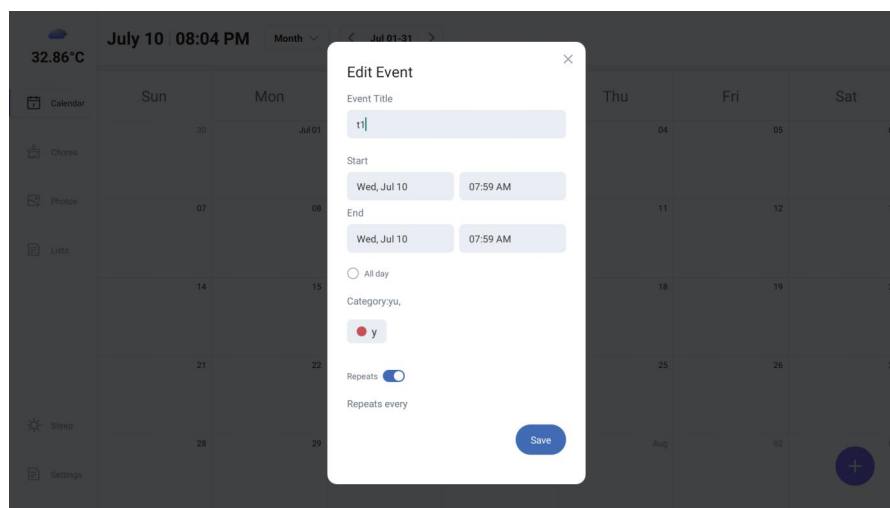 July 10 08:04 PM Month Jul 01-31
32.86°C
Edit Event
Event Title
t1
Start
Wed, Jul 10 07:59 AM
End
Wed, Jul 10 07:59 AM
All day
Category:yu,
y
Repeats
Repeats every
Save
Calendar
Chores
Photos
Lists
Sleep
Settings
Sun Mon Thu Fri Sat
30 Jul 01 04 05
07 08 11 12
14 15 18 19
21 22 25 26
28 29 Aug 02